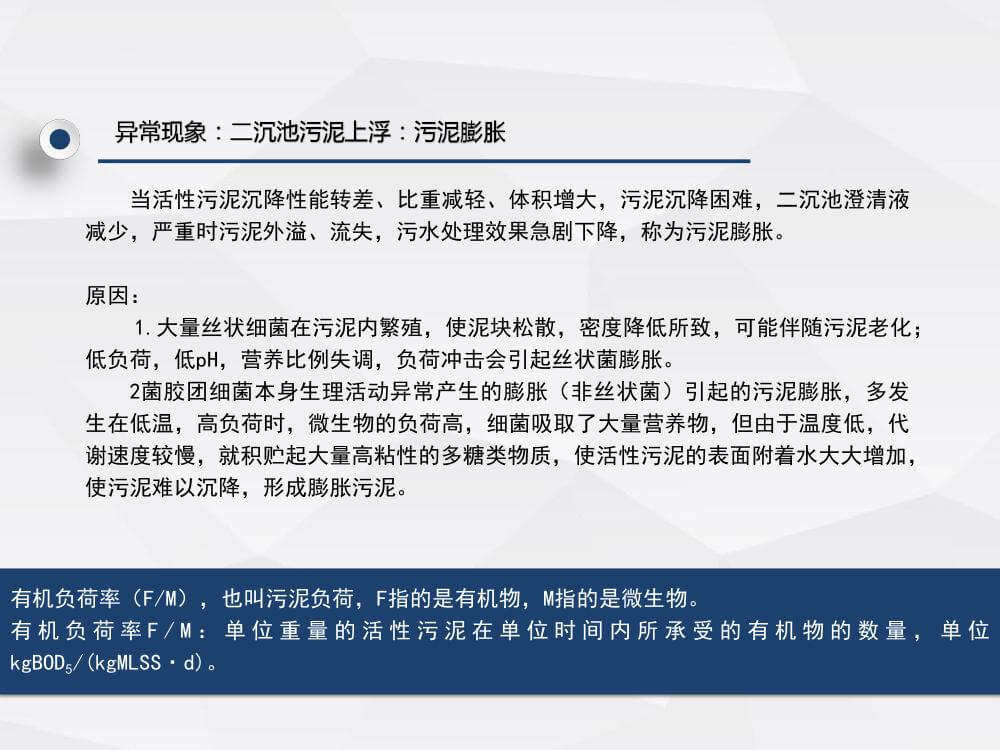 异常现象：二沉池污泥上浮：污泥膨胀
当活性污泥沉降性能转差、比重减轻、体积增大，污泥沉降困难，二沉池澄清液
减少，严重时污泥外溢、流失，污水处理效果急剧下降，称为污泥膨胀。
原因：
1.大量丝状细菌在污泥内繁殖，使泥块松散，密度降低所致，可能伴随污泥老化；
低负荷，低pH，营养比例失调，负荷冲击会引起丝状菌膨胀。
2菌胶团细菌本身生理活动异常产生的膨胀（非丝状菌）引起的污泥膨胀，多发
生在低温，高负荷时，微生物的负荷高，细菌吸取了大量营养物，但由于温度低，代
谢速度较慢，就积贮起大量高粘性的多糖类物质，使活性污泥的表面附着水大大增加，
使污泥难以沉降，形成膨胀污泥。
有机负荷率（F/M），也叫污泥负荷，F指的是有机物，M指的是微生物。
有机负荷率F/M：单位重量的活性污泥在单位时间内所承受的有机物的数量，单位
kgBOD₅/(kgMLSS·d)。